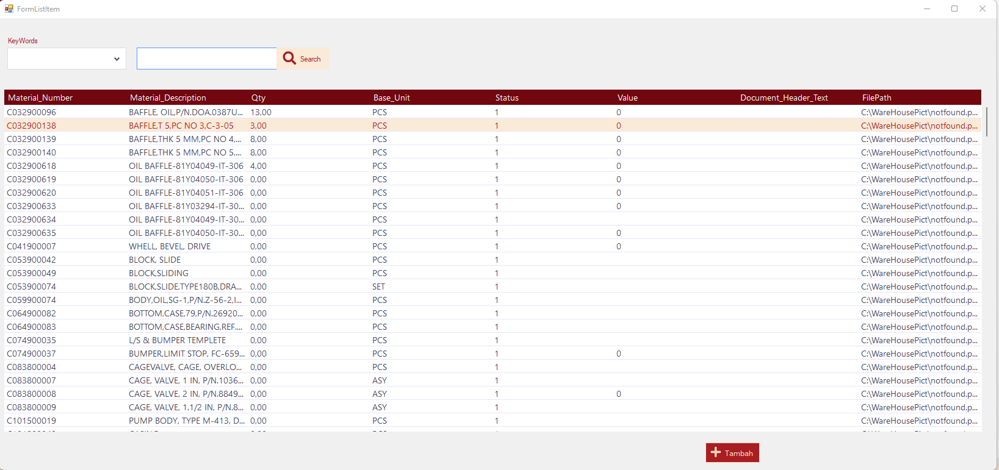 FormListItem
KeyWords
Search
Material_Number Material_Description Qty Base_Unit Status Value Document_Header_Text FilePath
C032900096 BAFFLE, OIL,P/N.DOA.0387U... 13,00 PCS 1 0 C:\WareHousePict\notfound.p...
C032900138 BAFFLE,T 5,PC NO 3,C-3-05 3,00 PCS 1 0 C:\WareHousePict\notfound.p...
C032900139 BAFFLE,THK 5 MM,PC NO 4,... 8,00 PCS 1 0 C:\WareHousePict\notfound.p...
C032900140 BAFFLE,THK 5 MM,PC NO 5,... 8,00 PCS 1 0 C:\WareHousePict\notfound.p...
C032900618 OIL BAFFLE-81Y04049-IT-306 4,00 PCS 1 0 C:\WareHousePict\notfound.p...
C032900619 OIL BAFFLE-81Y04050-IT-306 0,00 PCS 1 0 C:\WareHousePict\notfound.p...
C032900620 OIL BAFFLE-81Y04051-IT-306 0,00 PCS 1 0 C:\WareHousePict\notfound.p...
C032900633 OIL BAFFLE-81Y03294-IT-30... 0,00 PCS 1 0 C:\WareHousePict\notfound.p...
C032900634 OIL BAFFLE-81Y04049-IT-30... 0,00 PCS 1 C:\WareHousePict\notfound.p...
C032900635 OIL BAFFLE-81Y04050-IT-30... 0,00 PCS 1 0 C:\WareHousePict\notfound.p...
C041900007 WHELL, BEVEL, DRIVE 0,00 PCS 1 0 C:\WareHousePict\notfound.p...
C053900042 BLOCK, SLIDE 0,00 PCS 1 C:\WareHousePict\notfound.p...
C053900049 BLOCK,SLIDING 0,00 PCS 1 C:\WareHousePict\notfound.p...
C053900074 BLOCK,SLIDE,TYPE180B,DRA... 0,00 SET 1 C:\WareHousePict\notfound.p...
C059900074 BODY,OIL,SG-1,P/N.Z-56-2,I... 0,00 PCS 1 C:\WareHousePict\notfound.p...
C064900082 BOTTOM,CASE,79,P/N.26920... 0,00 PCS 1 C:\WareHousePict\notfound.p...
C064900083 BOTTOM,CASE,BEARING,REF.... 0,00 PCS 1 C:\WareHousePict\notfound.p...
C074900035 L/S & BUMPER TEMPLETE 0,00 PCS 1 C:\WareHousePict\notfound.p...
C074900037 BUMPER,LIMIT STOP, FC-659... 0,00 PCS 1 0 C:\WareHousePict\notfound.p...
C083800004 CAGEVALVE, CAGE, OVERLO... 0,00 PCS 1 C:\WareHousePict\notfound.p...
C083800007 CAGE, VALVE, 1 IN, P/N.1036... 0,00 ASY 1 C:\WareHousePict\notfound.p...
C083800008 CAGE, VALVE, 2 IN, P/N.8849... 0,00 ASY 1 0 C:\WareHousePict\notfound.p...
C083800009 CAGE, VALVE, 1.1/2 IN, P/N.8... 0,00 ASY 1 C:\WareHousePict\notfound.p...
C101500019 PUMP BODY, TYPE M-413, D... 0,00 PCS 1 C:\WareHousePict\notfound.p...
Tambah